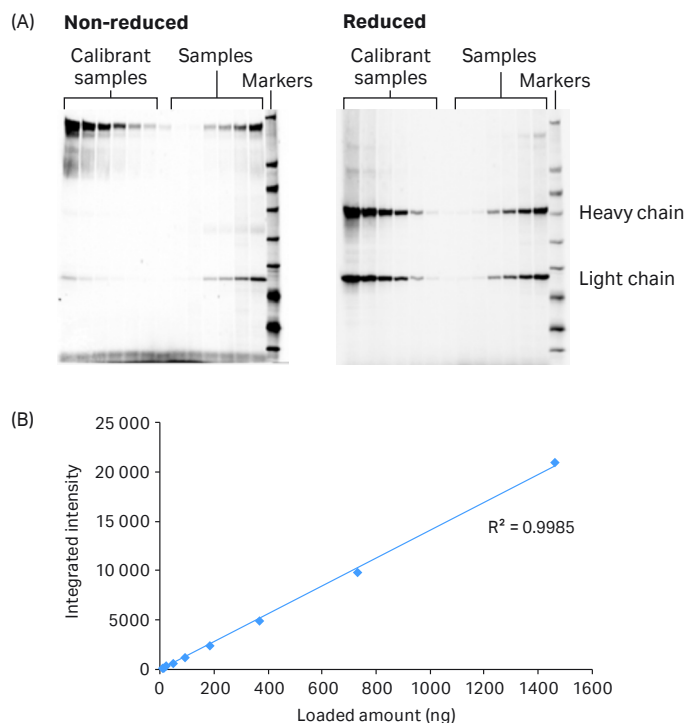 (A) Non-reduced Reduced
Calibrant samples Samples Markers Calibrant samples Samples Markers
Heavy chain
Light chain
(B)
25 000
20 000
15 000
10 000
5000
0
Integrated intensity
R² = 0.9985
0 200 400 600 800 1000 1200 1400 1600
Loaded amount (ng)